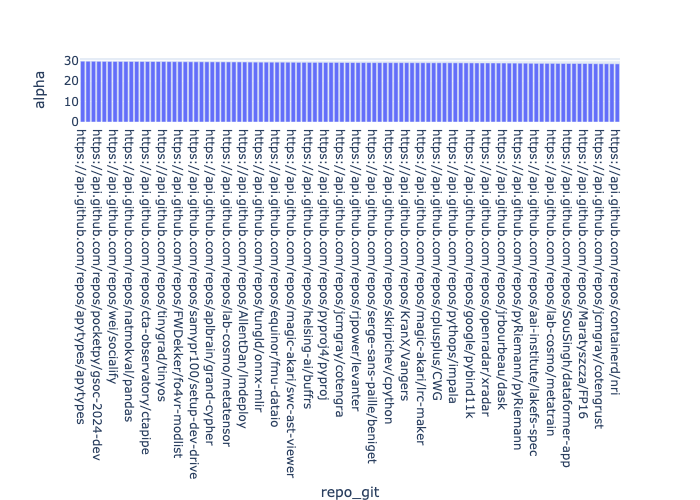 30
20
10
0
alpha
https://api.github.com/repos/apytypes/apytypes
https://api.github.com/repos/pocketpy/gsoc-2024-dev
https://api.github.com/repos/wei/socialify
https://api.github.com/repos/natmokval/pandas
https://api.github.com/repos/cta-observatory/ctapipe
https://api.github.com/repos/tinygrad/tinyos
https://api.github.com/repos/FWDekker/fo4vr-modlist
https://api.github.com/repos/samypr100/setup-dev-drive
https://api.github.com/repos/aplbrain/grand-cypher
https://api.github.com/repos/lab-cosmo/metatensor
https://api.github.com/repos/AllentDan/lmdeploy
https://api.github.com/repos/tungld/onnx-mlir
https://api.github.com/repos/equinor/fmu-dataio
https://api.github.com/repos/magic-akari/swc-ast-viewer
https://api.github.com/repos/helsing-ai/buffrs
https://api.github.com/repos/pyproj4/pyproj
https://api.github.com/repos/jcmgray/cotengra
https://api.github.com/repos/rjpower/levanter
https://api.github.com/repos/serge-sans-paille/beniget
https://api.github.com/repos/skirpichev/cpython
https://api.github.com/repos/KranX/Vangers
https://api.github.com/repos/magic-akari/lrc-maker
https://api.github.com/repos/cplusplus/CWG
https://api.github.com/repos/pythops/impala
https://api.github.com/repos/google/pybind11k
https://api.github.com/repos/openradar/xradar
https://api.github.com/repos/jrbourbeau/dask
https://api.github.com/repos/pyRiemann/pyRiemann
https://api.github.com/repos/aai-institute/lakefs-spec
https://api.github.com/repos/lab-cosmo/metatrain
https://api.github.com/repos/SouSingh/dataformer-app
https://api.github.com/repos/Maratyszcza/FP16
https://api.github.com/repos/jcmgray/cotengrust
https://api.github.com/repos/containerd/nri
repo_git